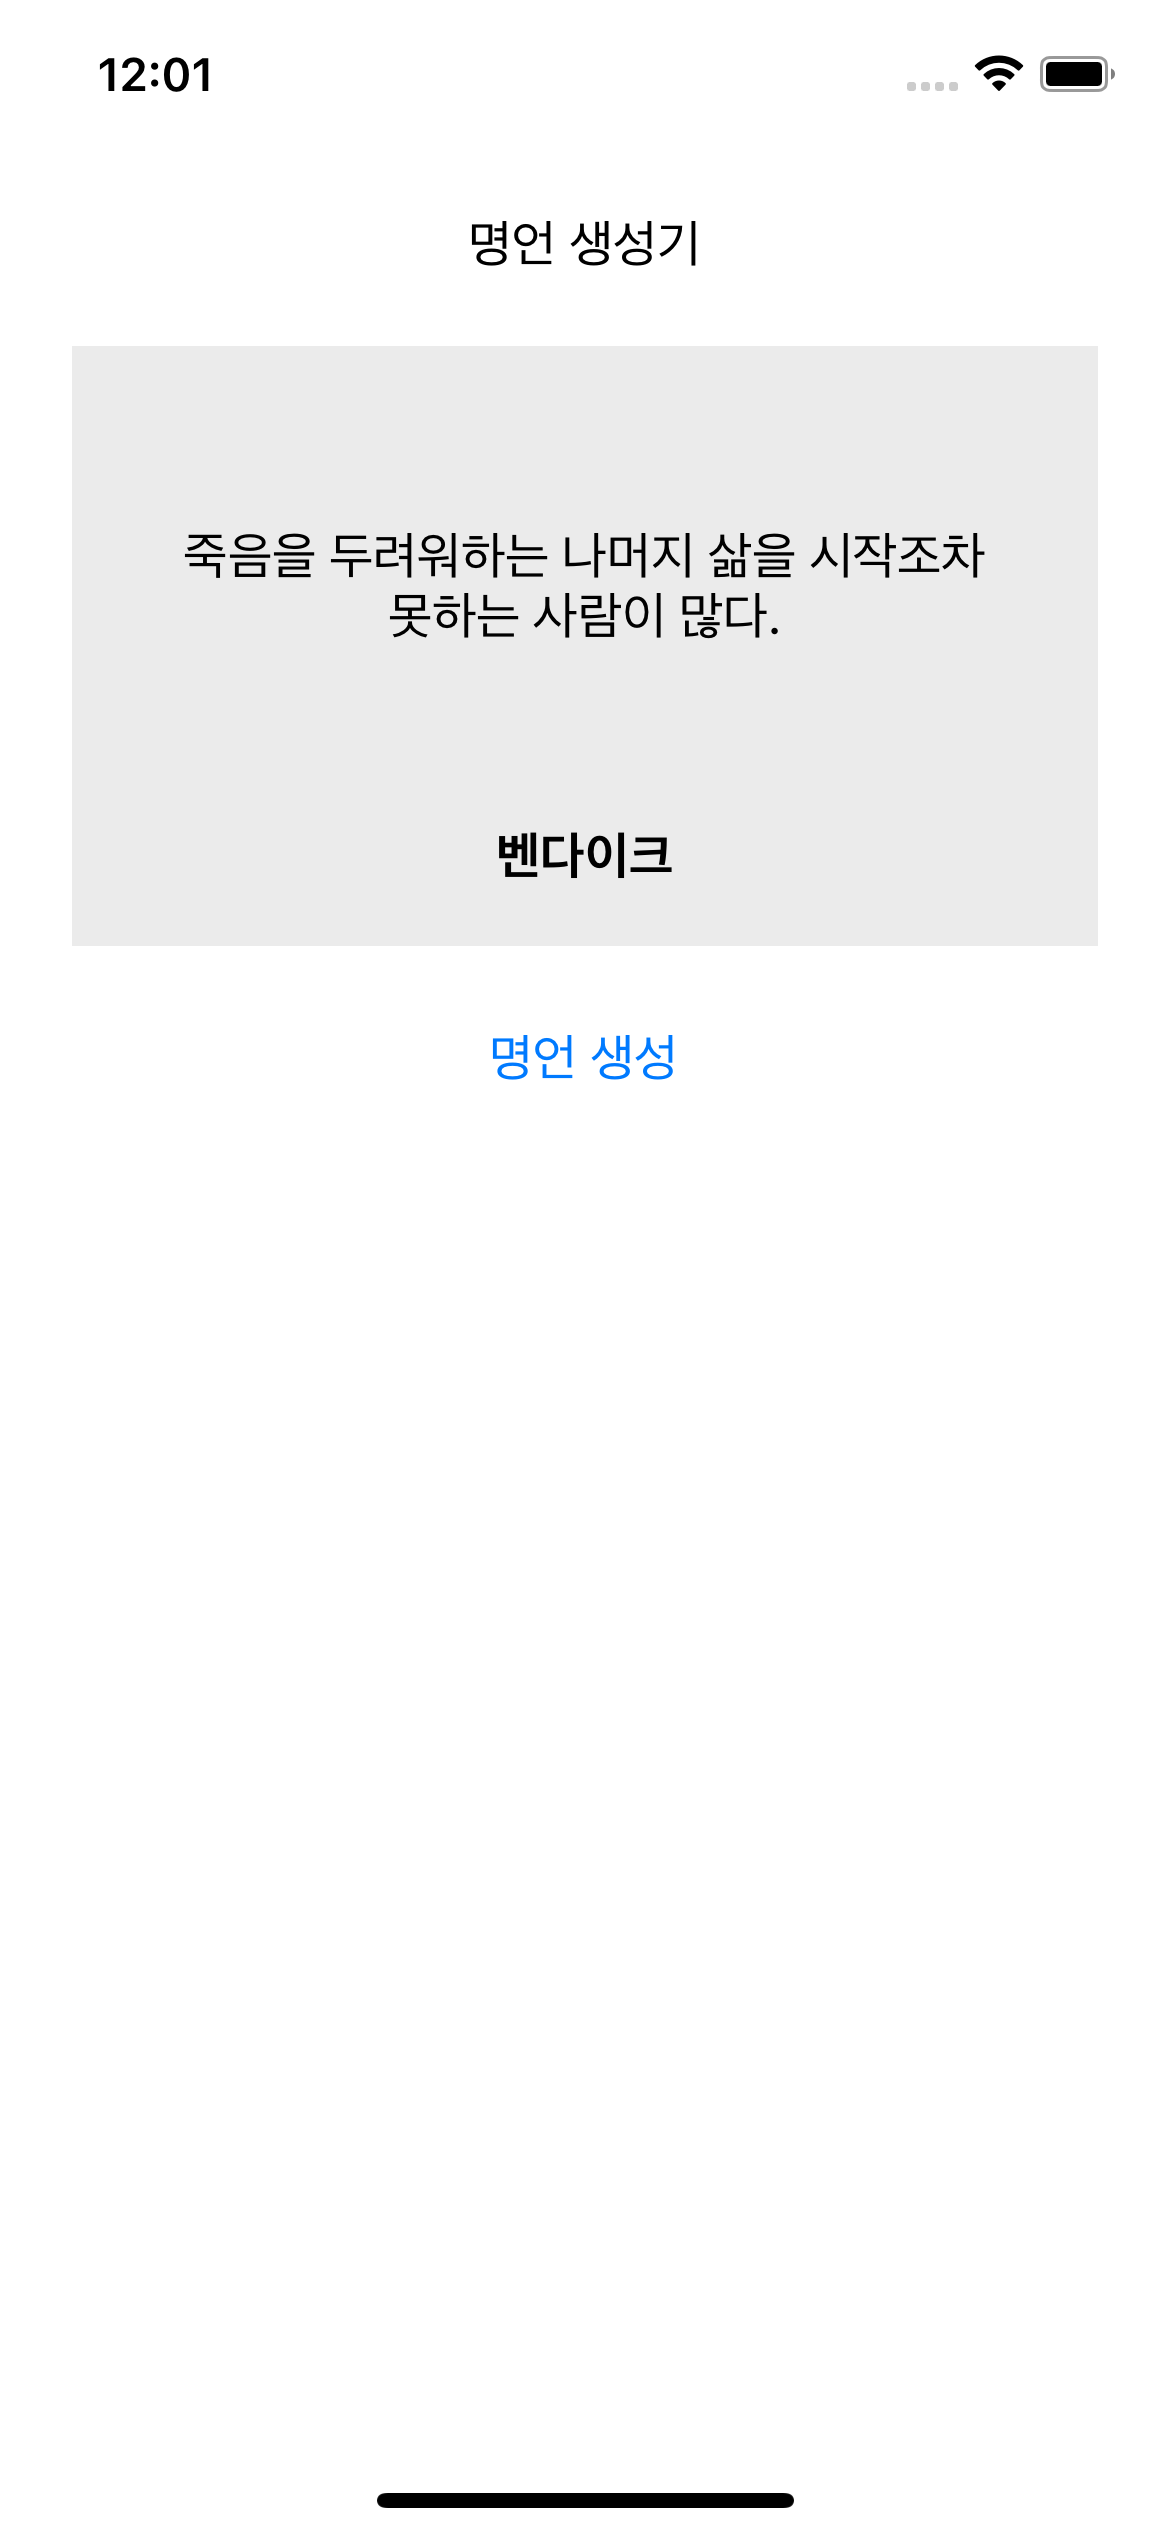 12:01
명언 생성기
죽음을 두려워하는 나머지 삶을 시작조차
못하는 사람이 많다.
벤다이크
명언 생성